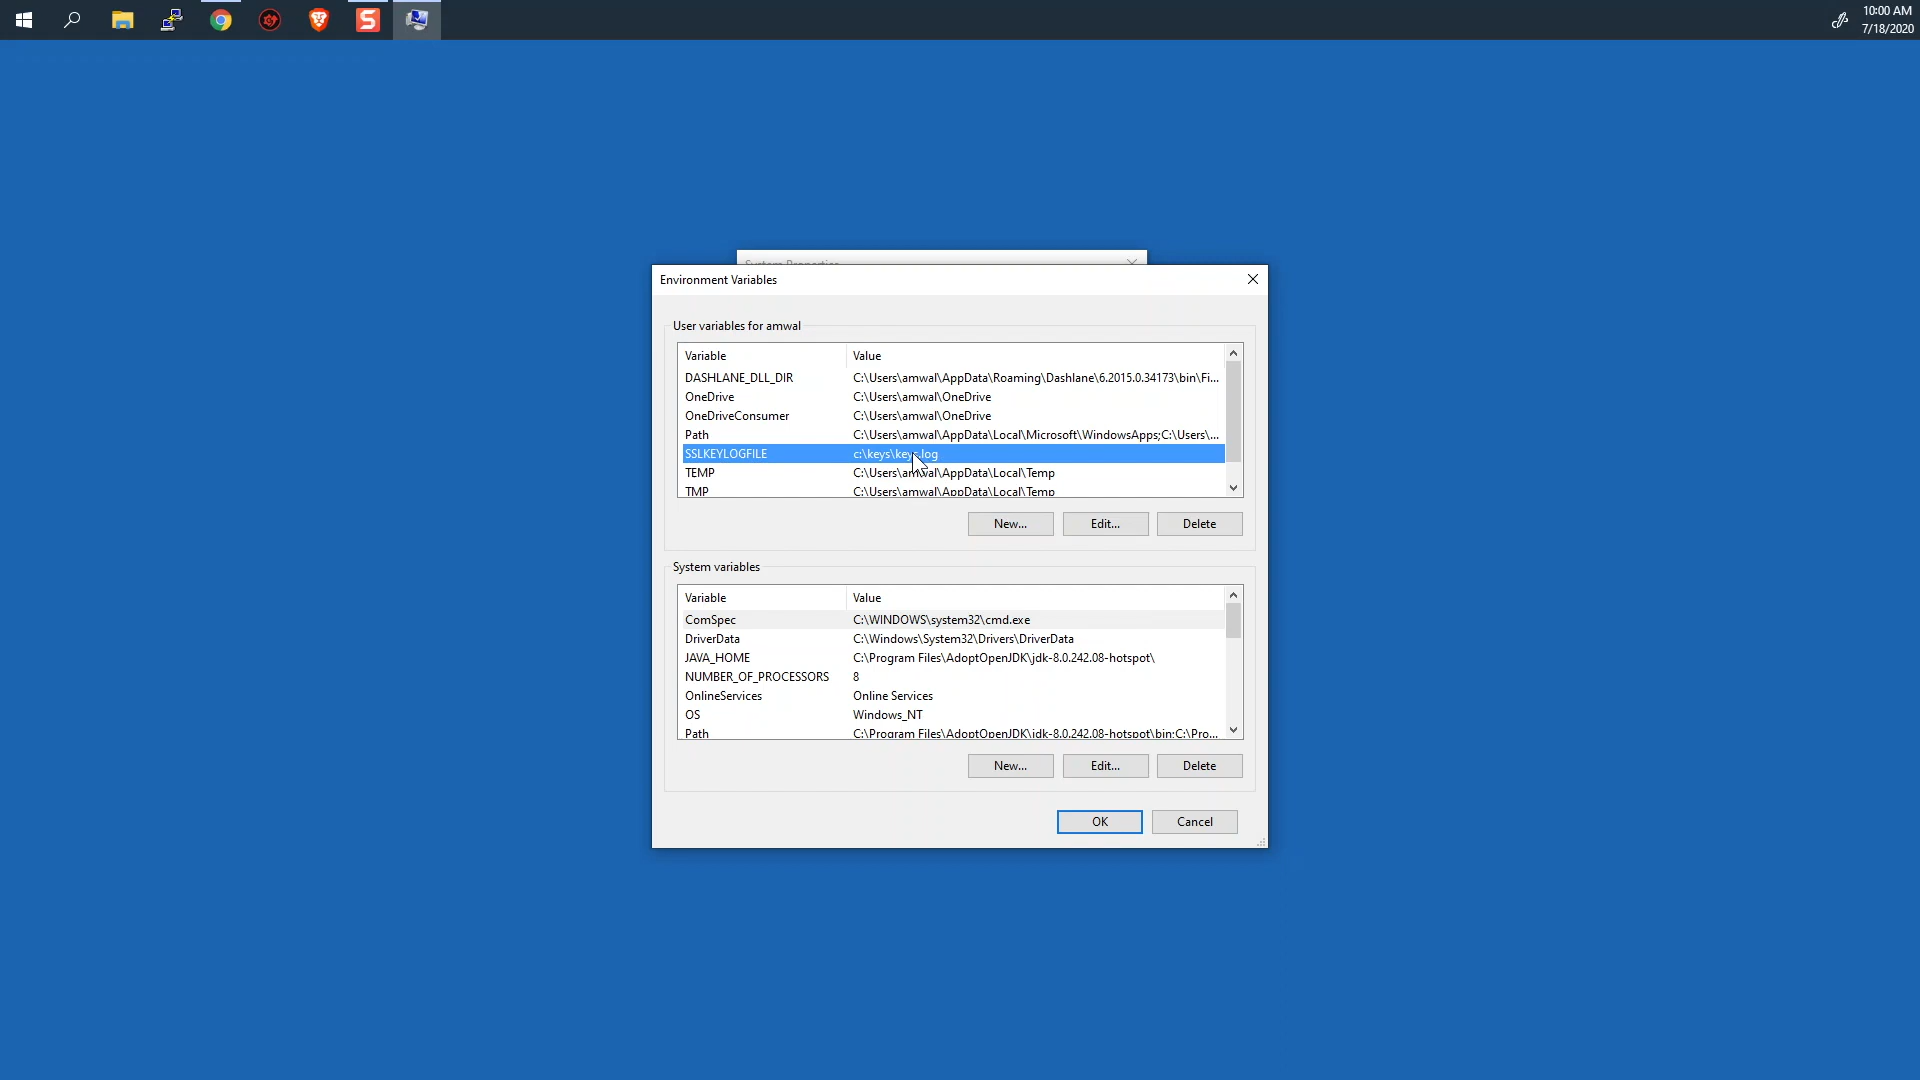 10:00 AM
7/18/2020
System Properties
Environment Variables
User variables for amwal
Variable Value
DASHLANE_DLL_DIR C:\Users\amwal\AppData\Roaming\Dashlane\6.2015.0.34173\bin\Fi...
OneDrive C:\Users\amwal\OneDrive
OneDriveConsumer C:\Users\amwal\OneDrive
Path C:\Users\amwal\AppData\Local\Microsoft\WindowsApps;C:\Users\...
SSLKEYLOGFILE c:\keys\keys.log
TEMP C:\Users\amwal\AppData\Local\Temp
TMP C:\Users\amwal\AppData\Local\Temp
New... Edit... Delete
System variables
Variable Value
ComSpec C:\WINDOWS\system32\cmd.exe
DriverData C:\Windows\System32\Drivers\DriverData
JAVA_HOME C:\Program Files\AdoptOpenJDK\jdk-8.0.242.08-hotspot\
NUMBER_OF_PROCESSORS 8
OnlineServices Online Services
OS Windows_NT
Path C:\Program Files\AdoptOpenJDK\jdk-8.0.242.08-hotspot\bin;C:\Pro...
New... Edit... Delete
OK Cancel